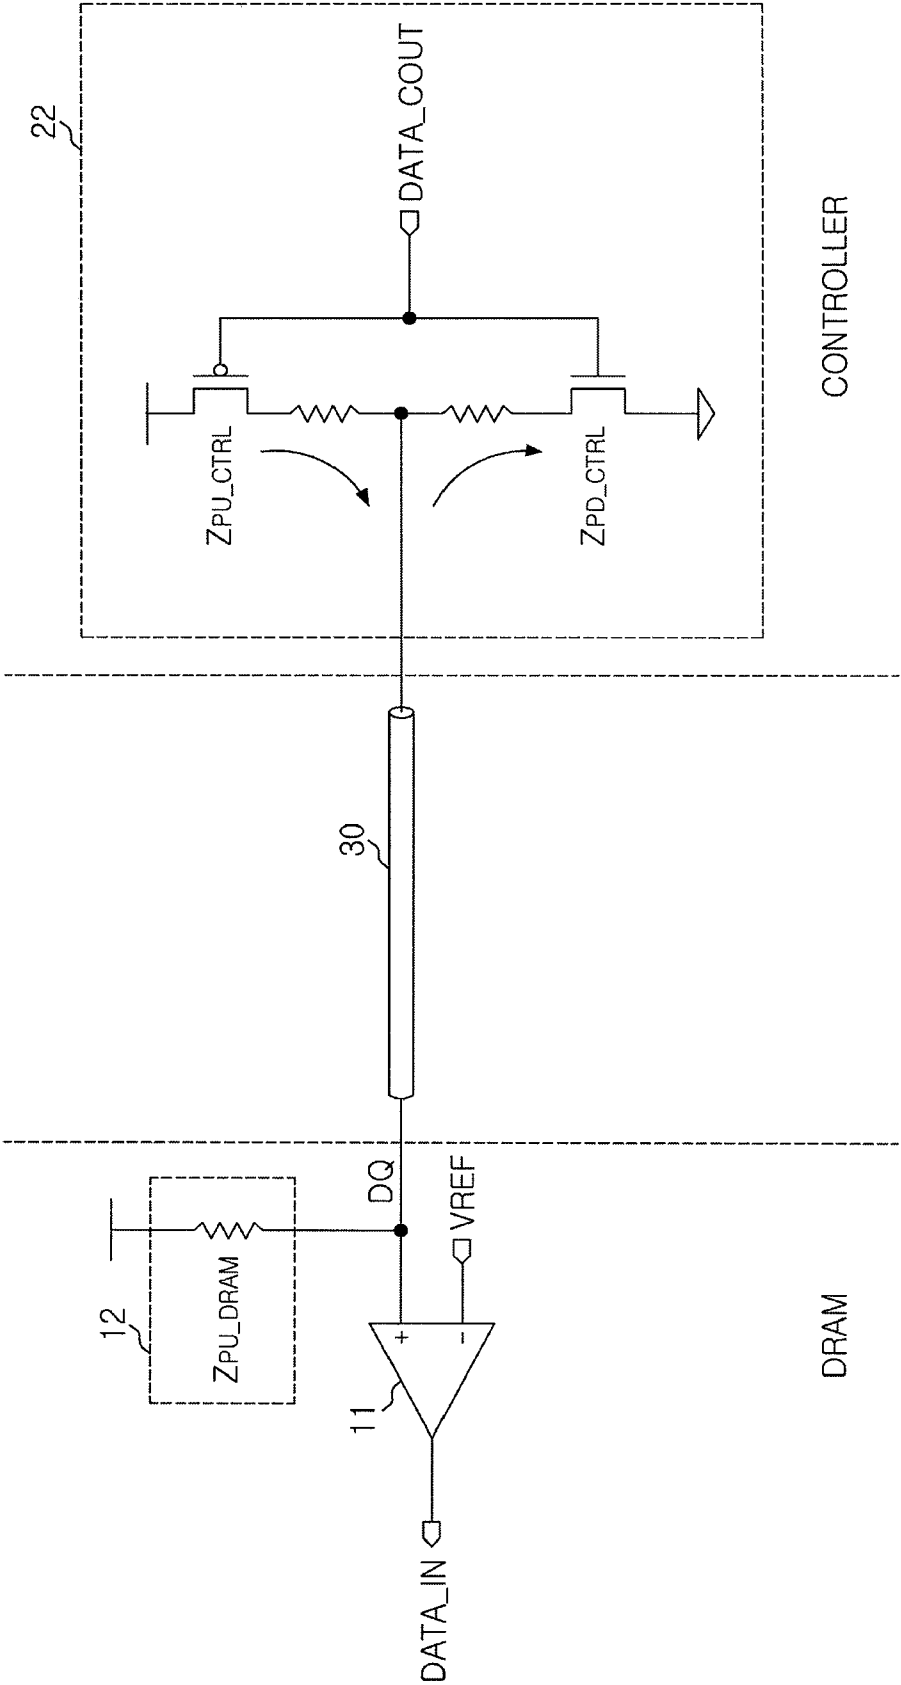 22
DATA_COUT
ZPU_CTRL
ZPD_CTRL
CONTROLLER
30
DQ
VREF
12
ZPU_DRAM
+
-
11
DATA_IN
DRAM